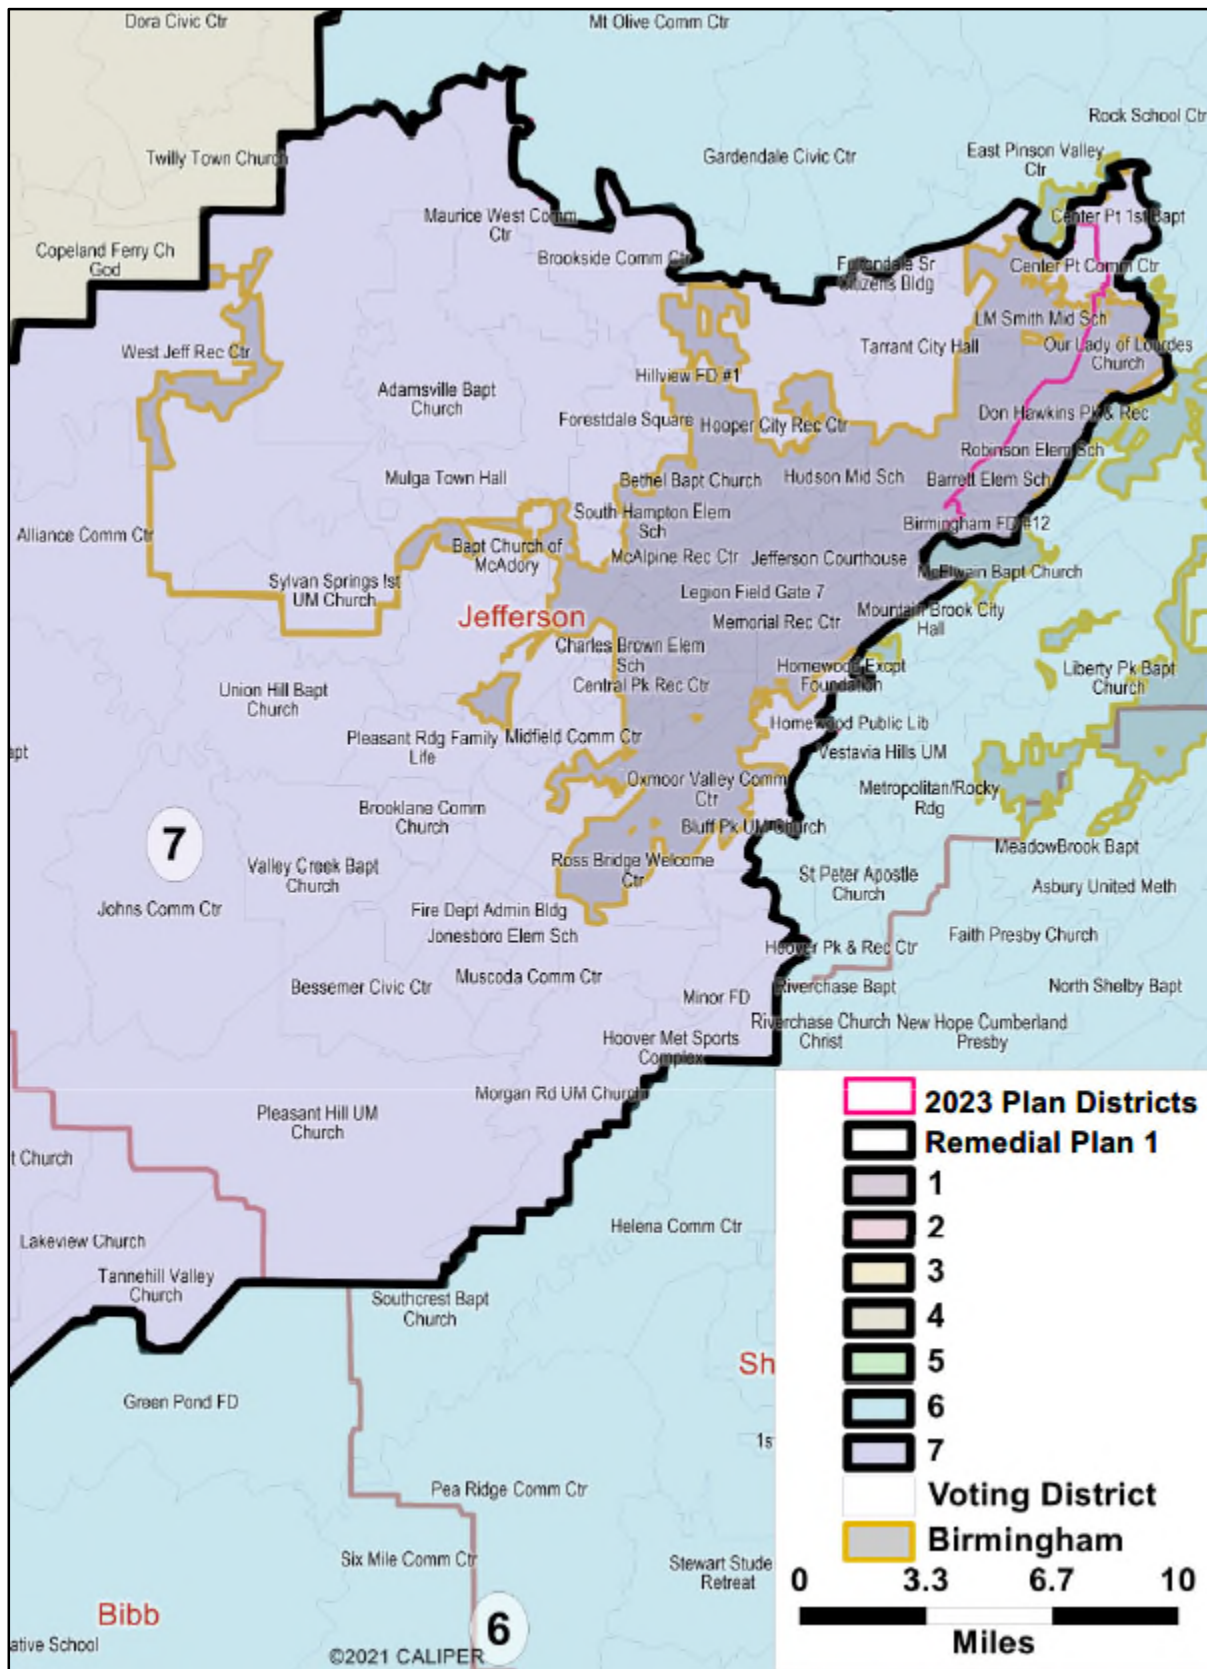 Dora Civic Ctr
Mt Olive Comm Ctr
Rock School Ctr
East Pinson Valley
Ctr
Twilly Town Church
Gardendale Civic Ctr
Maurice West Comm
Ctr
Center Pt 1st Bapt
Copeland Ferry Ch
God
Brookside Comm Ctr
Fultondale Sr
Citizens Bldg
Center Pt Comm Ctr
LM Smith Mid Sch
West Jeff Rec Ctr
Tarrant City Hall
Our Lady of Lourdes
Church
Hillview FD #1
Adamsville Bapt
Church
Forestdale Square
Hooper City Rec Ctr
Don Hawkins Pk & Rec
Robinson Elem Sch
Mulga Town Hall
Bethel Bapt Church
Hudson Mid Sch
Barrett Elem Sch
South Hampton Elem
Sch
Birmingham FD #12
Alliance Comm Ctr
Bapt Church of
McAdory
McAlpine Rec Ctr
Jefferson Courthouse
McElwain Bapt Church
Sylvan Springs !st
UM Church
Legion Field Gate 7
Jefferson
Memorial Rec Ctr
Mountain Brook City
Hall
Charles Brown Elem
Sch
Central Pk Rec Ctr
Homewood Excpt
Foundation
Liberty Pk Bapt
Church
Union Hill Bapt
Church
Homewood Public Lib
Pleasant Rdg Family
Life
Midfield Comm Ctr
apt
Vestavia Hills UM
Oxmoor Valley Comm
Ctr
Metropolitan/Rocky
Rdg
Brooklane Comm
Church
Bluff Pk UM Church
7
MeadowBrook Bapt
Valley Creek Bapt
Church
Ross Bridge Welcome
Ctr
St Peter Apostle
Church
Asbury United Meth
Johns Comm Ctr
Fire Dept Admin Bldg
Jonesboro Elem Sch
Faith Presby Church
Hoover Pk & Rec Ctr
Muscoda Comm Ctr
Bessemer Civic Ctr
Minor FD
Riverchase Bapt
North Shelby Bapt
Riverchase Church
Christ
New Hope Cumberland
Presby
Hoover Met Sports
Complex
Morgan Rd UM Church
Pleasant Hill UM
Church
t Church
Lakeview Church
Helena Comm Ctr
Tannehill Valley
Church
Southcrest Bapt
Church
Sh
Green Pond FD
1s
Pea Ridge Comm Ctr
Six Mile Comm Ctr
Stewart Stude
Retreat
Bibb
6
ative School
©2021 CALIPER
2023 Plan Districts
Remedial Plan 1
1
2
3
4
5
6
7
Voting District
Birmingham
0 3.3 6.7 10
Miles